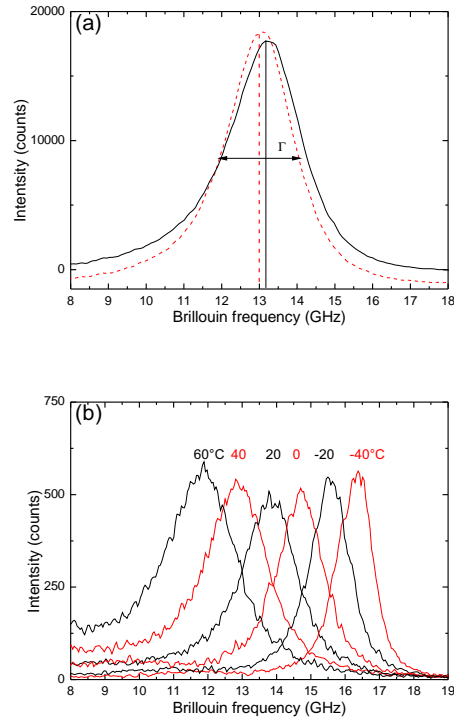 (a)
20000
10000
0
Intentsity (counts)
Γ
8 9 10 11 12 13 14 15 16 17 18
Brillouin frequency (GHz)
(b)
750
500
250
0
Intentsity (counts)
60°C 40 20 0 -20 -40°C
8 9 10 11 12 13 14 15 16 17 18 19
Brillouin frequency (GHz)